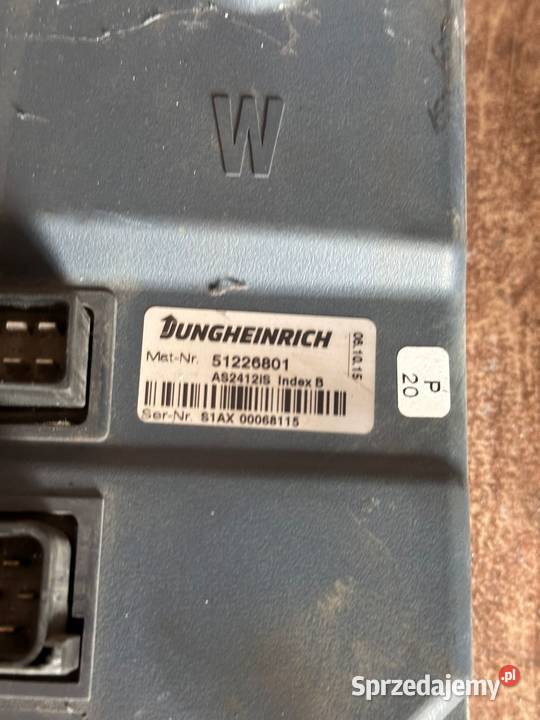 W
JUNGHEINRICH
06.10.15
Mat-Nr. 51226801
AS2412IS Index B
Ser-Nr. S1AX 00068115
P
20
Sprzedajemy.pl